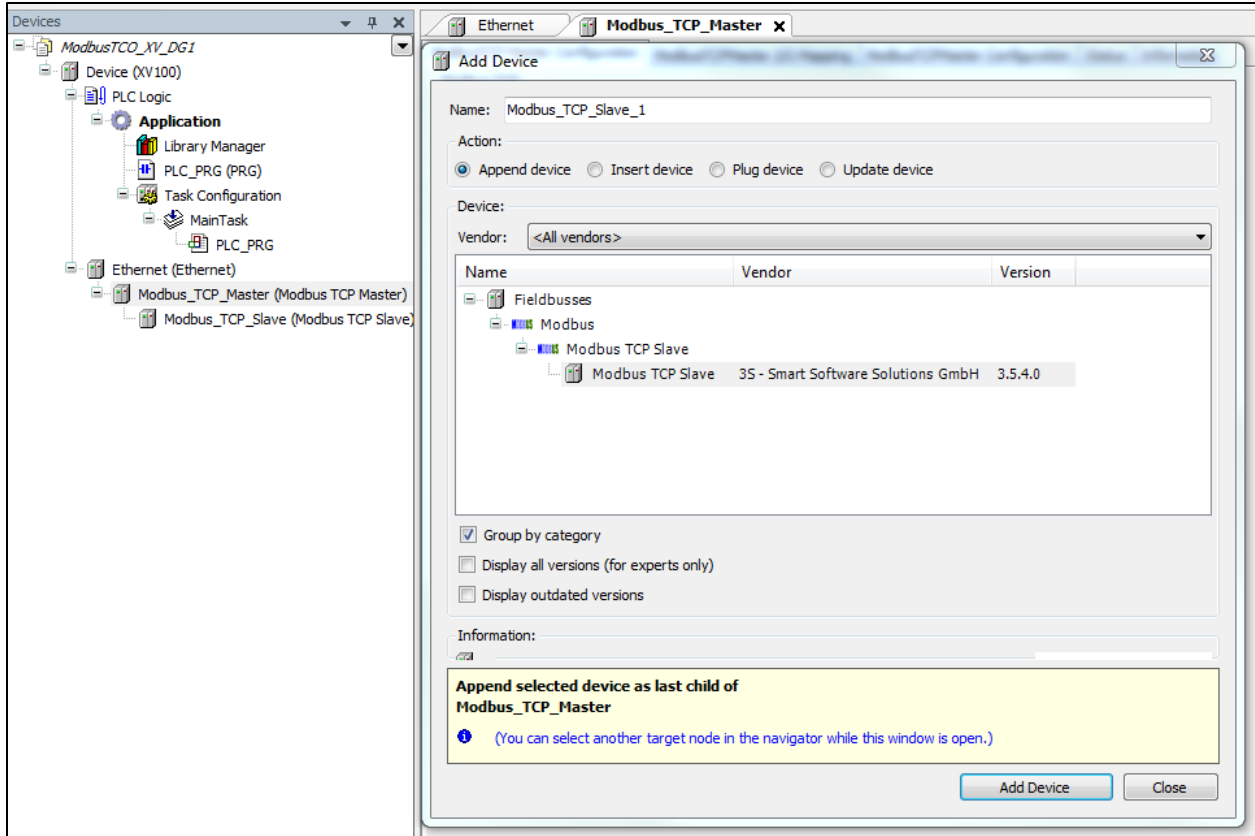 Devices
ModbusTCO_XV_DG1
Device (XV100)
PLC Logic
Application
Library Manager
PLC_PRG (PRG)
Task Configuration
MainTask
PLC_PRG
Ethernet (Ethernet)
Modbus_TCP_Master (Modbus TCP Master)
Modbus_TCP_Slave (Modbus TCP Slave)
Ethernet Modbus_TCP_Master
Add Device
Name: Modbus_TCP_Slave_1
Action:
Append device Insert device Plug device Update device
Device:
Vendor: <All vendors>
Name Vendor Version
Fieldbusses
MODBUS Modbus
MODBUS Modbus TCP Slave
Modbus TCP Slave 3S - Smart Software Solutions GmbH 3.5.4.0
Group by category
Display all versions (for experts only)
Display outdated versions
Information:
Append selected device as last child of
Modbus_TCP_Master
(You can select another target node in the navigator while this window is open.)
Add Device Close